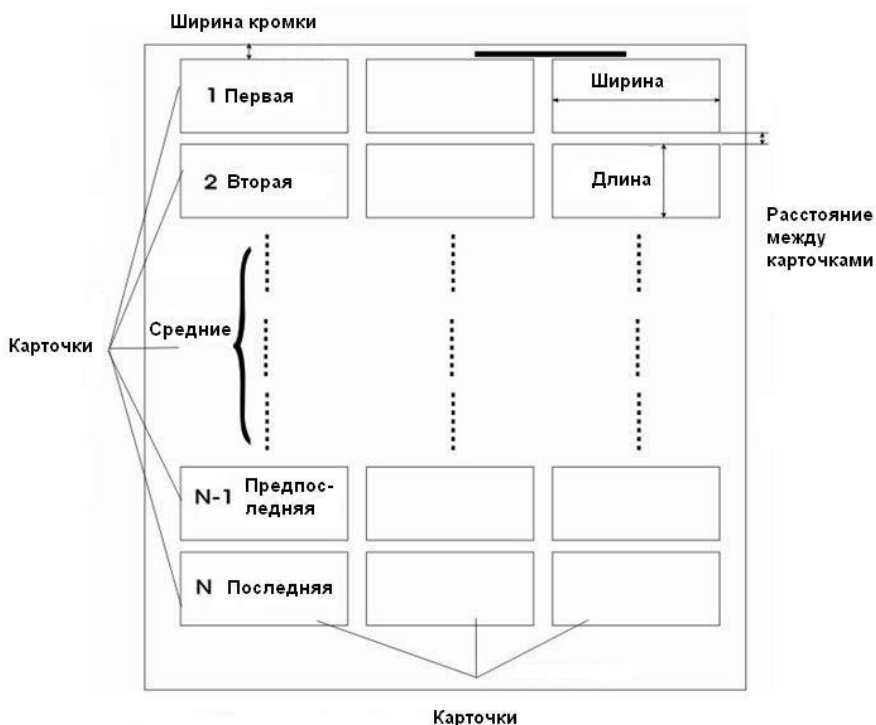 Ширина кромки
1 Первая
Ширина
2 Вторая
Длина
Расстояние
между
карточками
Средние
Карточки
N-1 Предпос-
ледняя
N Последняя
Карточки